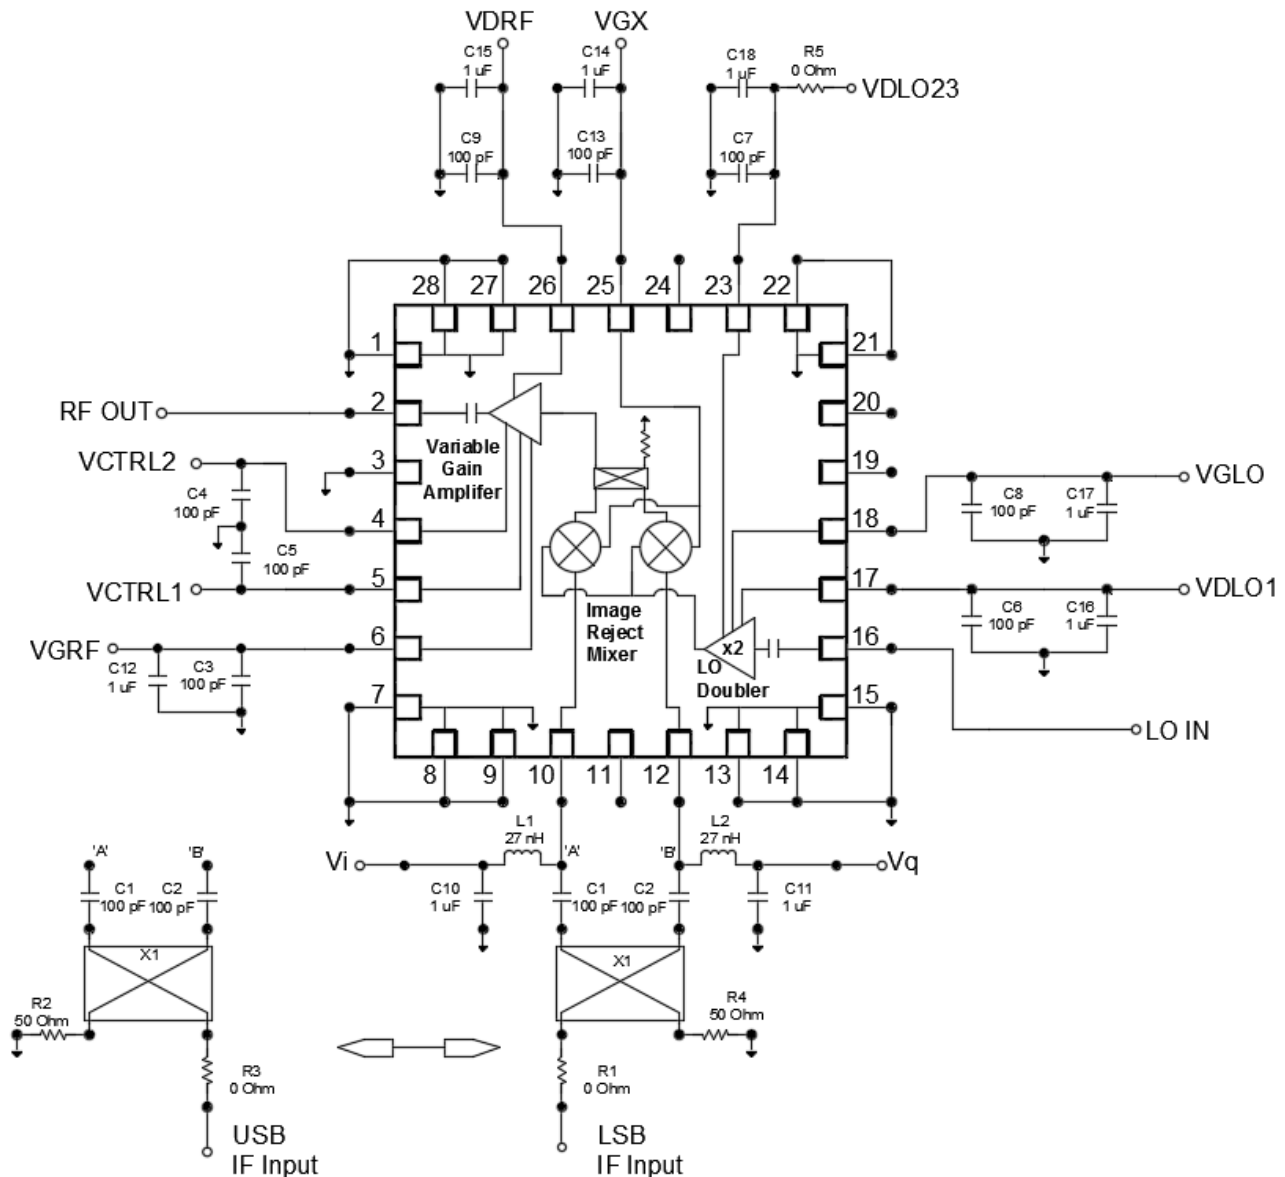 VDRF
VGX
C15
1 uF
C14
1 uF
C18
1 uF
R5
0 Ohm
VDLO23
C9
100 pF
C13
100 pF
C7
100 pF
28 27 26 25 24 23 22
1
21
RF OUT
2
20
Variable
Gain
Amplifer
VCTRL2
3
19
C4
100 pF
VGLO
C8
100 pF
C17
1 uF
4
18
C5
100 pF
VCTRL1
5
17
VDLO1
Image
Reject
Mixer
C6
100 pF
C16
1 uF
VGRF
6
16
x2
LO
Doubler
C12
1 uF
C3
100 pF
7
15
LO IN
8 9 10 11 12 13 14
L1
27 nH
L2
27 nH
Vi
'A'
'B'
Vq
'A'
'B'
C1
100 pF
C2
100 pF
C10
1 uF
C1
100 pF
C2
100 pF
C11
1 uF
X1
X1
R2
50 Ohm
R4
50 Ohm
R3
0 Ohm
R1
0 Ohm
USB
IF Input
LSB
IF Input